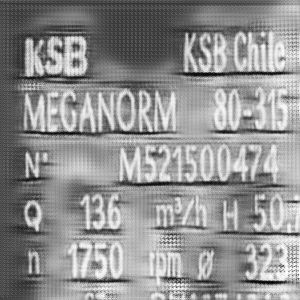 KSB KSB Chile
MEGANORM 80-315
N° M521500474
Q 136 m³/h H 50,
n 1750 rpm ø 323